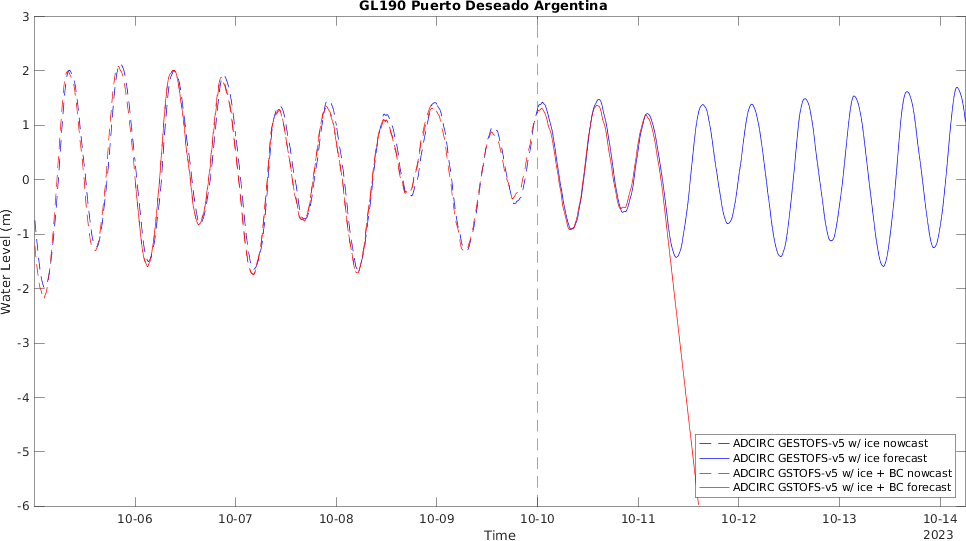 GL190 Puerto Deseado Argentina
3
2
1
0
-1
-2
-3
-4
-5
-6
Water Level (m)
ADCIRC GESTOFS-v5 w/ ice nowcast
ADCIRC GESTOFS-v5 w/ ice forecast
ADCIRC GSTOFS-v5 w/ ice + BC nowcast
ADCIRC GSTOFS-v5 w/ ice + BC forecast
10-06 10-07 10-08 10-09 10-10 10-11 10-12 10-13 10-14
Time
2023